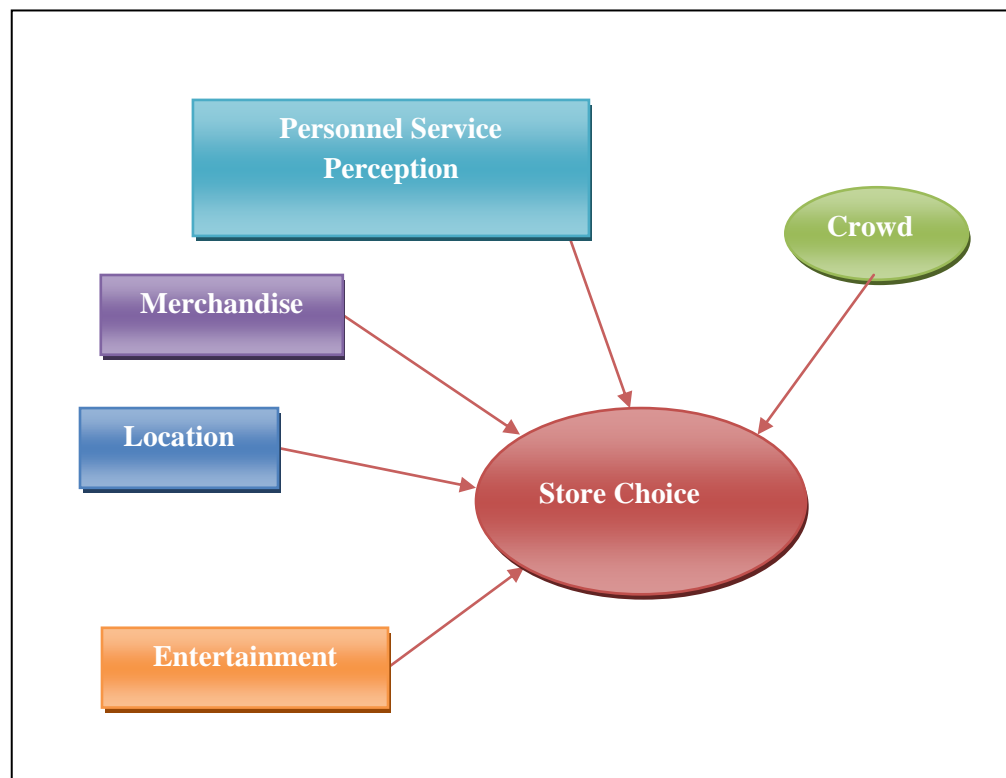 Personnel Service
Perception
Crowd
Merchandise
Location
Store Choice
Entertainment